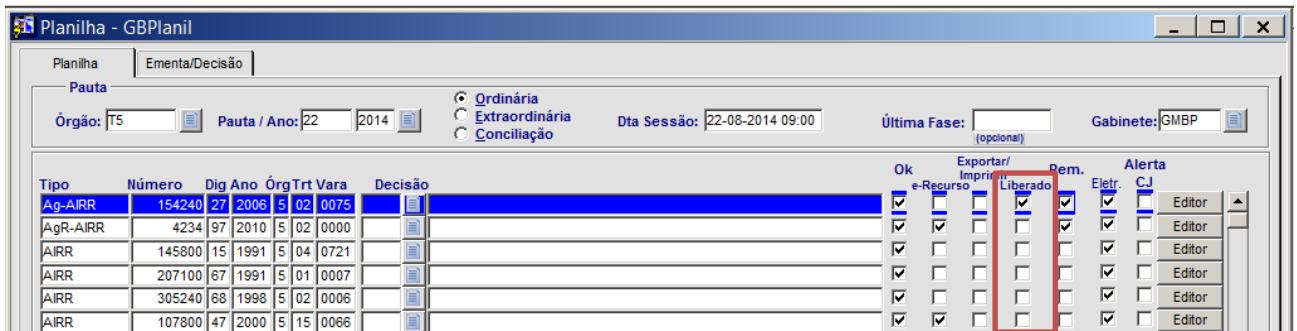 Planilha - GBPlanil
Planilha Ementa/Decisão
Pauta
Órgão: T5 Pauta / Ano: 22 2014 Ordinária Extraordinária Conciliação Dta Sessão: 22-08-2014 09:00 Última Fase: (opcional) Gabinete: GMBP
Tipo Número Dig Ano Órg Trt Vara Decisão Ok e-Recurso Exportar/ Imprimir Liberado Rem. Eletr. Alerta CJ
Ag-AIRR 154240 27 2006 5 02 0075 Editor
AgR-AIRR 4234 97 2010 5 02 0000 Editor
AIRR 145800 15 1991 5 04 0721 Editor
AIRR 207100 67 1991 5 01 0007 Editor
AIRR 305240 68 1998 5 02 0006 Editor
AIRR 107800 47 2000 5 15 0066 Editor